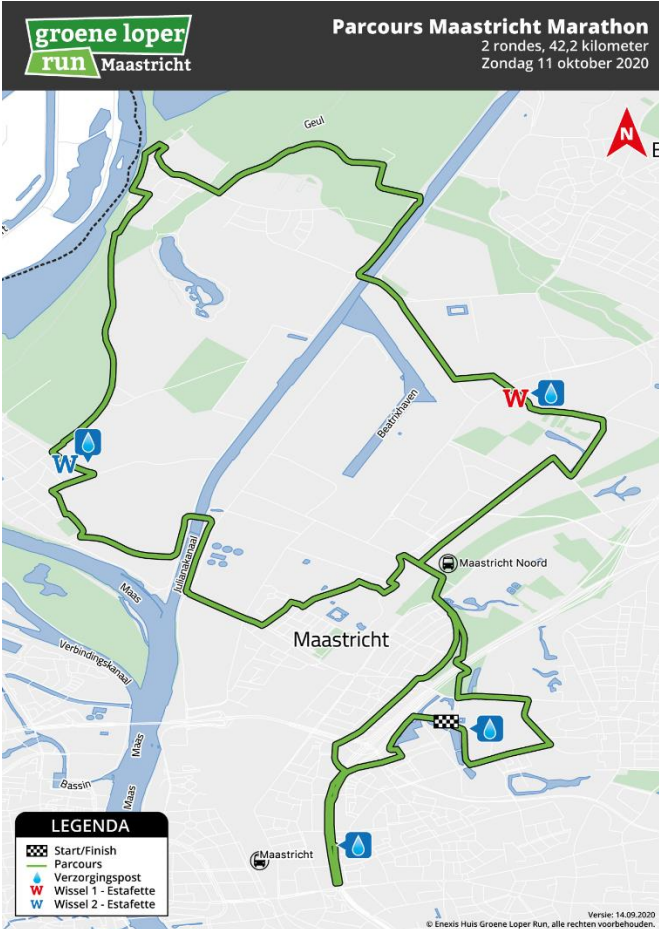 groene loper
run Maastricht
Parcours Maastricht Marathon
2 rondes, 42,2 kilometer
Zondag 11 oktober 2020
Geul
N
E
W
Beatrixhaven
W
Julianakanaal
Maastricht Noord
Maas
Maastricht
Verbindingskanaal
Maas
Bassin
Maas
Maastricht
LEGENDA
Start/Finish
Parcours
Verzorgingspost
W Wissel 1 - Estafette
W Wissel 2 - Estafette
Versie: 14.09.2020
© Enexis Huis Groene Loper Run, alle rechten voorbehouden.